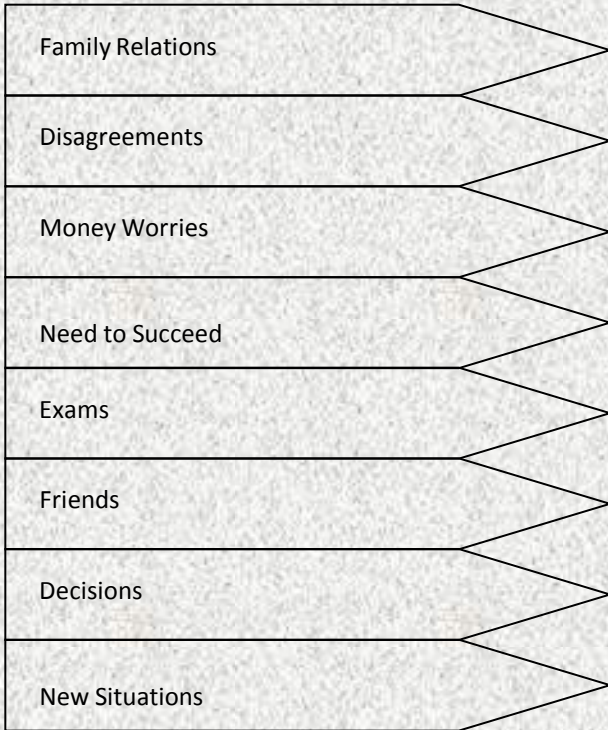 Family Relations
Disagreements
Money Worries
Need to Succeed
Exams
Friends
Decisions
New Situations